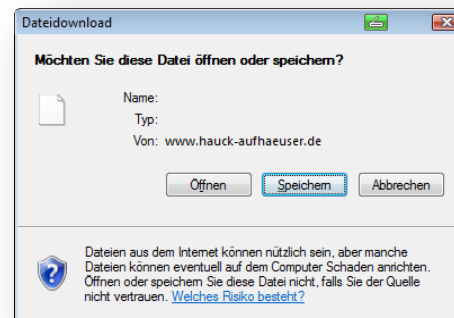 Dateidownload
Möchten Sie diese Datei öffnen oder speichern?
Name:
Typ:
Von: www.hauck-aufhaeuser.de
Öffnen Speichern Abbrechen
Dateien aus dem Internet können nützlich sein, aber manche
Dateien können eventuell auf dem Computer Schaden anrichten.
Öffnen oder speichern Sie diese Datei nicht, falls Sie der Quelle
nicht vertrauen. Welches Risiko besteht?